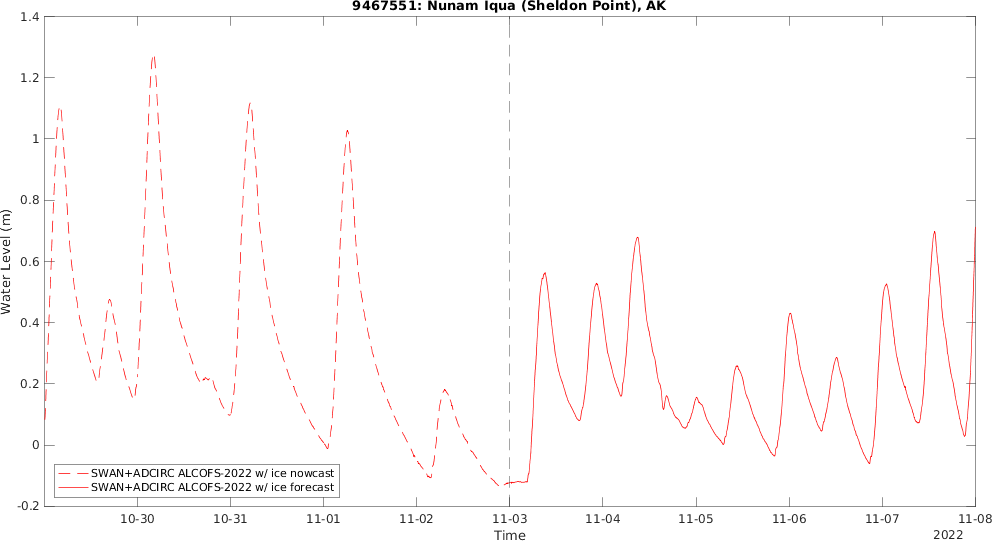 9467551: Nunam Iqua (Sheldon Point), AK
1.4
1.2
1
0.8
0.6
0.4
0.2
0
-0.2
Water Level (m)
SWAN+ADCIRC ALCOFS-2022 w/ ice nowcast
SWAN+ADCIRC ALCOFS-2022 w/ ice forecast
10-30 10-31 11-01 11-02 11-03 11-04 11-05 11-06 11-07 11-08
Time
2022